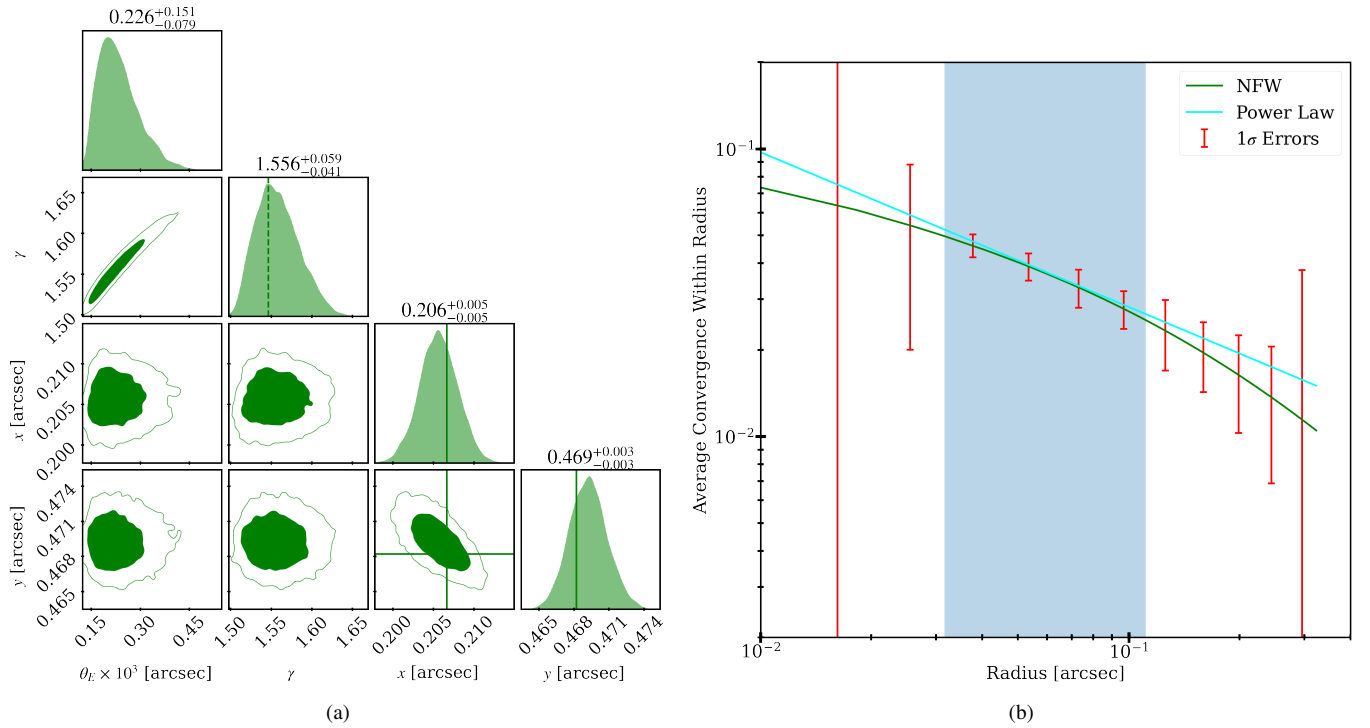 0.226+0.151−0.079
1.556+0.059−0.041
0.206+0.005−0.005
0.469+0.003−0.003
γ
1.65
1.60
1.55
1.50
x [arcsec]
0.210
0.205
0.200
y [arcsec]
0.474
0.471
0.468
0.465
0.15 0.30 0.45
1.50 1.55 1.60 1.65
0.200 0.205 0.210
0.465 0.468 0.471 0.474
θE × 10³ [arcsec]
γ
x [arcsec]
y [arcsec]
(a)
NFW
Power Law
1σ Errors
Average Convergence Within Radius
10⁻¹
10⁻²
10⁻² 10⁻¹
Radius [arcsec]
(b)